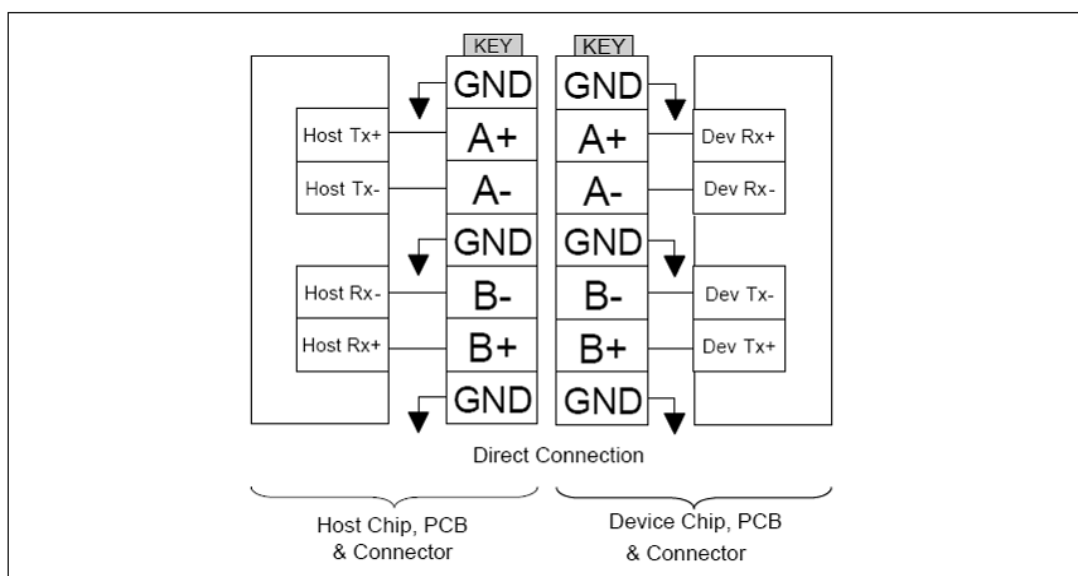 KEY KEY
GND GND
Host Tx+ A+ A+ Dev Rx+
Host Tx- A- A- Dev Rx-
GND GND
Host Rx- B- B- Dev Tx-
Host Rx+ B+ B+ Dev Tx+
GND GND
Direct Connection
Host Chip, PCB Device Chip, PCB
& Connector & Connector